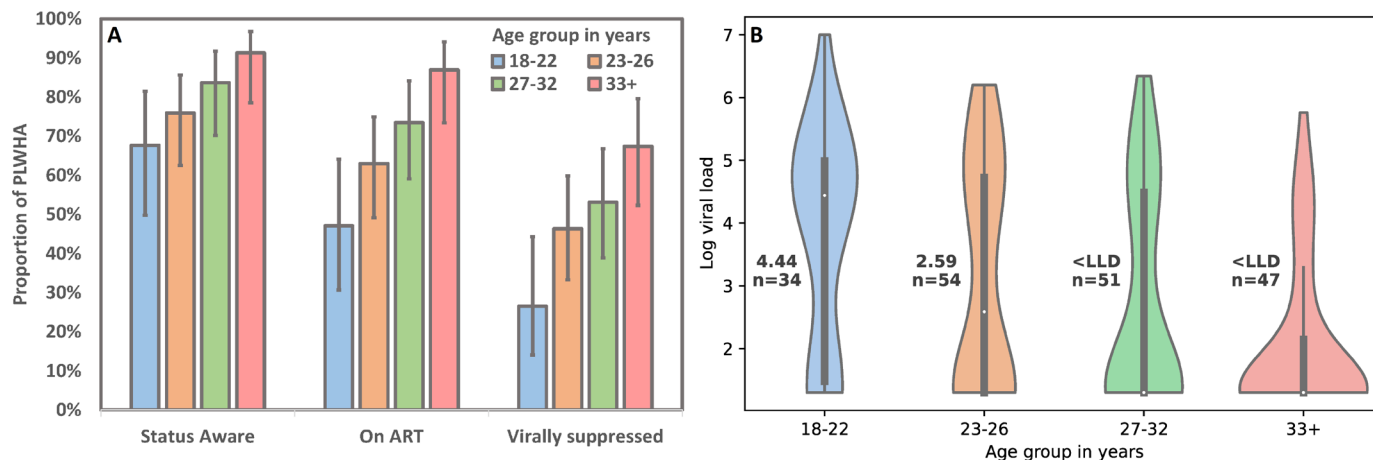 A
Age group in years
18-22
23-26
27-32
33+
100%
90%
80%
70%
60%
50%
40%
30%
20%
10%
0%
Proportion of PLWHA
Status Aware
On ART
Virally suppressed
B
7
6
5
4
3
2
Log viral load
4.44
n=34
2.59
n=54
<LLD
n=51
<LLD
n=47
18-22
23-26
27-32
33+
Age group in years